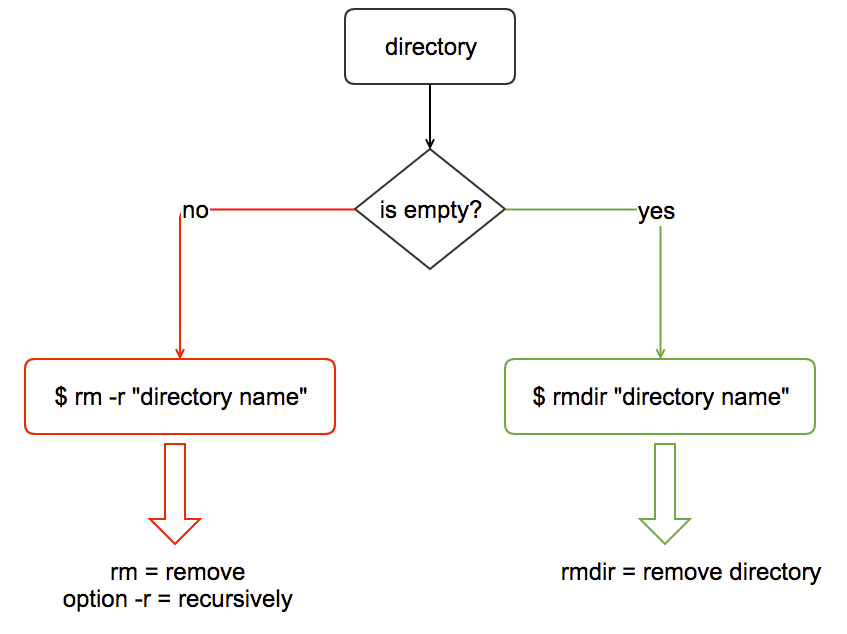 directory
is empty?
no
yes
$ rm -r "directory name"
$ rmdir "directory name"
rm = remove
option -r = recursively
rmdir = remove directory